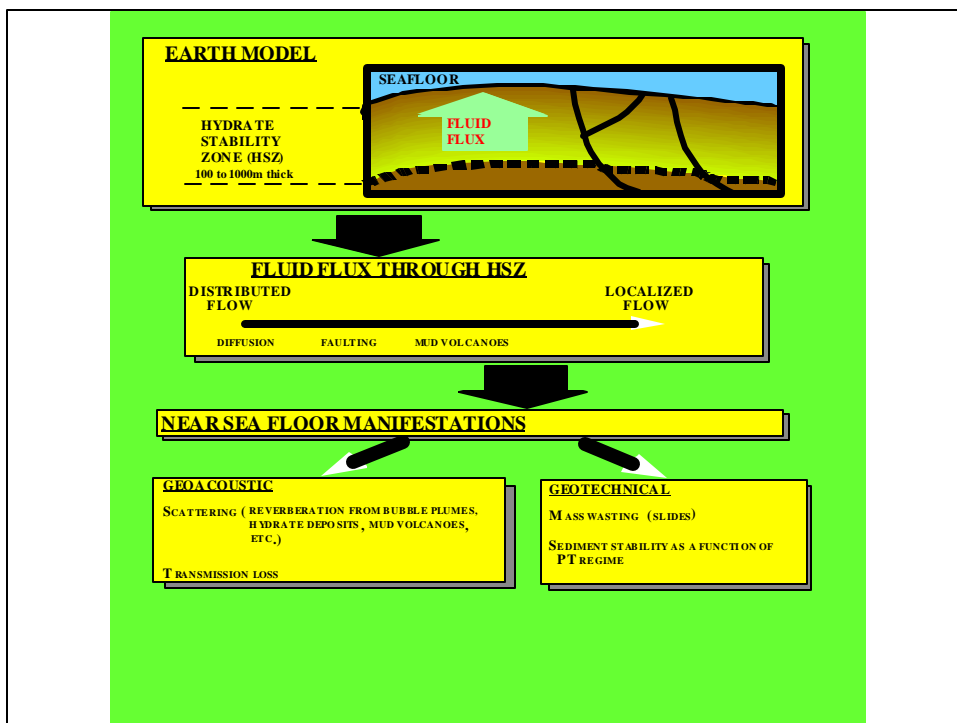 EARTH MODEL
SEAFLOOR
HYDRATE
STABILITY
ZONE (HSZ)
100 to 1000m thick
FLUID
FLUX
FLUID FLUX THROUGH HSZ
DISTRIBUTED
FLOW
LOCALIZED
FLOW
DIFFUSION FAULTING MUD VOLCANOES
NEAR SEA FLOOR MANIFESTATIONS
GEOACOUSTIC
SCATTERING ( REVERBERATION FROM BUBBLE PLUMES,
HYDRATE DEPOSITS, MUD VOLCANOES,
ETC.)
TRANSMISSION LOSS
GEOTECHNICAL
MASS WASTING (SLIDES)
SEDIMENT STABILITY AS A FUNCTION OF
PT REGIME